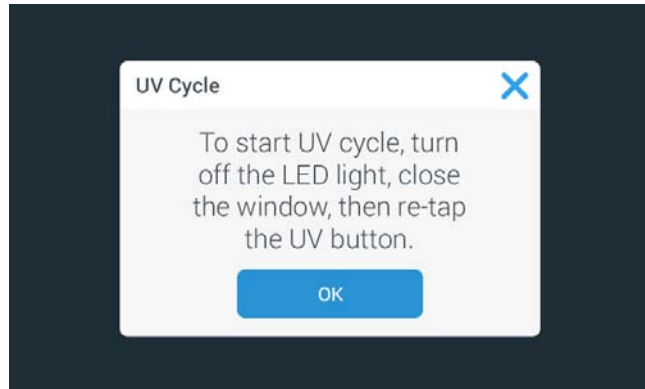 UV Cycle
To start UV cycle, turn
off the LED light, close
the window, then re-tap
the UV button.
OK